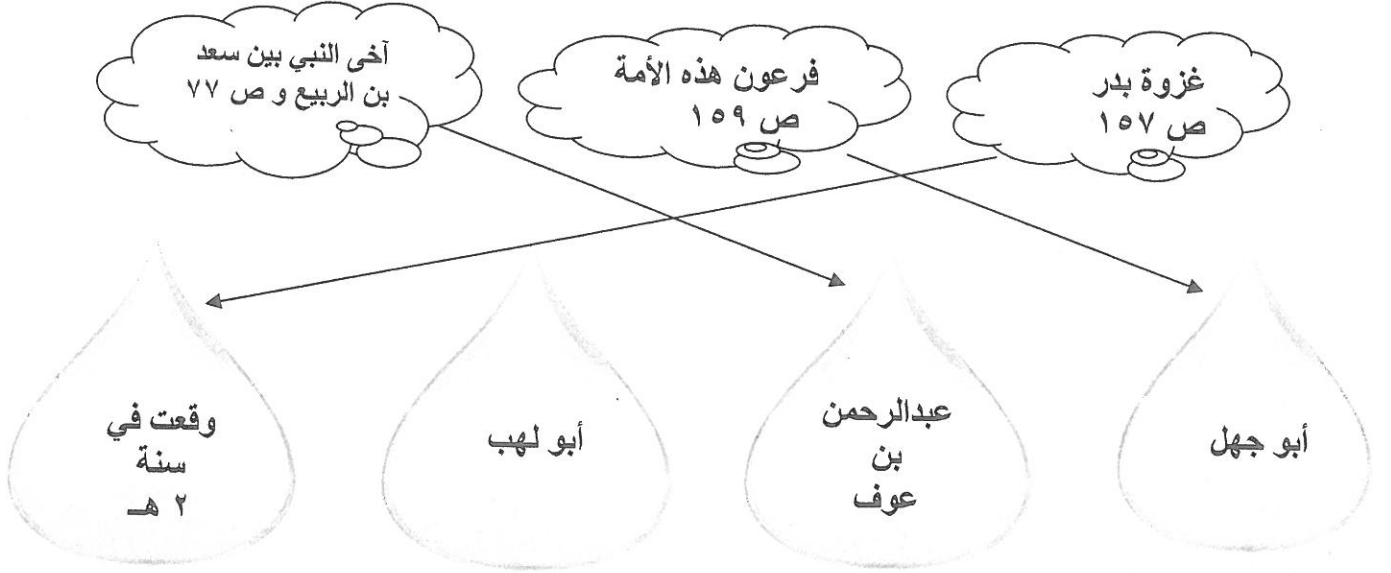 غزوة بدر
ص ١٥٧
فرعون هذه الأمة
ص ١٥٩
آخى النبي بين سعد
بن الربيع و ص ٧٧
أبو جهل
عبدالرحمن
بن
عوف
أبو لهب
وقعت في
سنة
٢ هـ